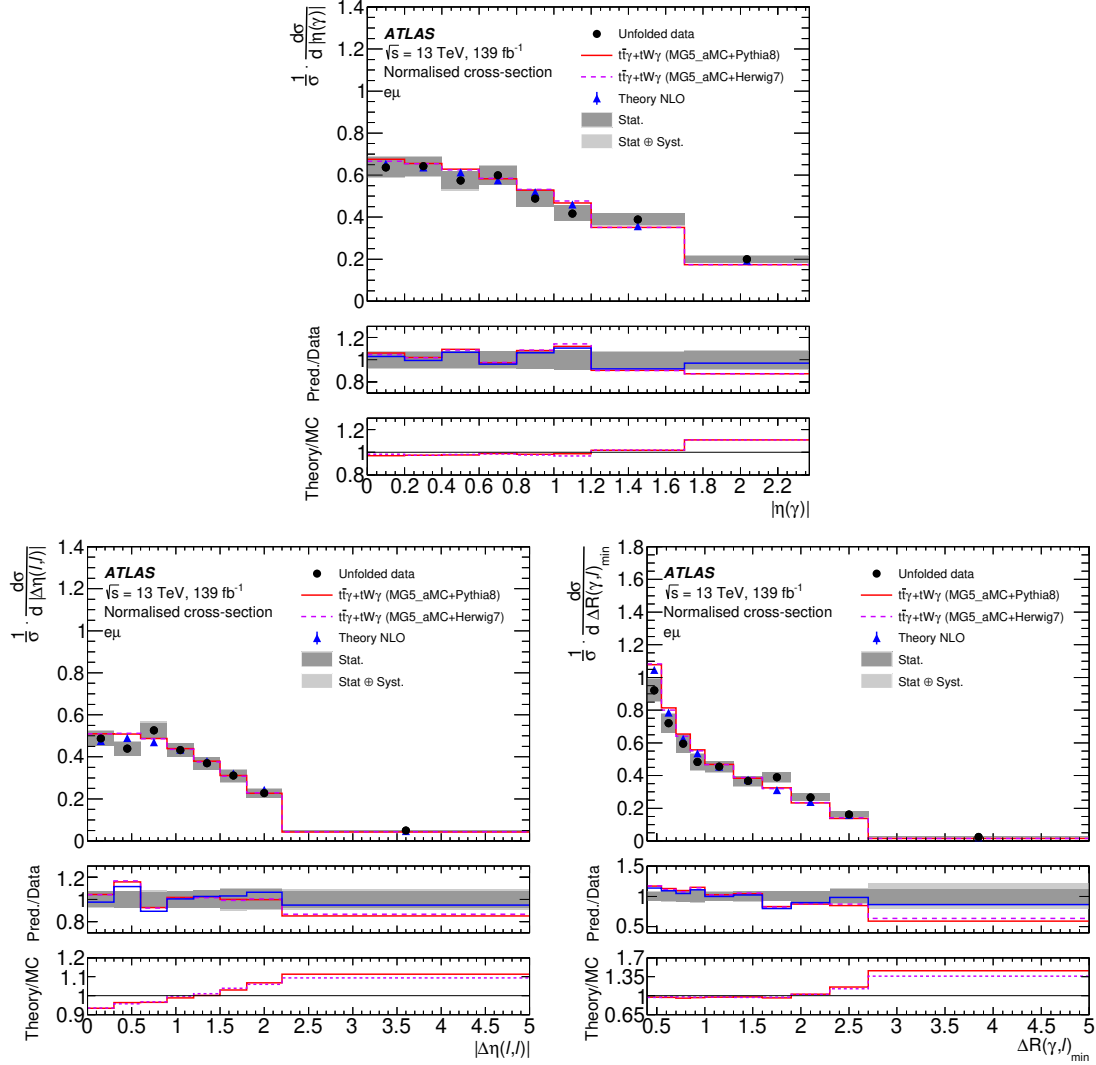 1/σ · dσ / d |η(γ)|
1.4
1.2
1
0.8
0.6
0.4
0.2
0
ATLAS
√s = 13 TeV, 139 fb⁻¹
Normalised cross-section
eμ
Unfolded data
tt̄γ+tWγ (MG5_aMC+Pythia8)
tt̄γ+tWγ (MG5_aMC+Herwig7)
Theory NLO
Stat.
Stat ⊕ Syst.
Pred./Data
1.2
1
0.8
Theory/MC
1.2
1
0.8
0 0.2 0.4 0.6 0.8 1 1.2 1.4 1.6 1.8 2 2.2
|η(γ)|
1/σ · dσ / d |Δη(l,l)|
1.4
1.2
1
0.8
0.6
0.4
0.2
0
ATLAS
√s = 13 TeV, 139 fb⁻¹
Normalised cross-section
eμ
Unfolded data
tt̄γ+tWγ (MG5_aMC+Pythia8)
tt̄γ+tWγ (MG5_aMC+Herwig7)
Theory NLO
Stat.
Stat ⊕ Syst.
Pred./Data
1.2
1
0.8
Theory/MC
1.2
1.1
1
0.9
0 0.5 1 1.5 2 2.5 3 3.5 4 4.5 5
|Δη(l,l)|
1/σ · dσ / d ΔR(γ,l)min
1.8
1.6
1.4
1.2
1
0.8
0.6
0.4
0.2
0
ATLAS
√s = 13 TeV, 139 fb⁻¹
Normalised cross-section
eμ
Unfolded data
tt̄γ+tWγ (MG5_aMC+Pythia8)
tt̄γ+tWγ (MG5_aMC+Herwig7)
Theory NLO
Stat.
Stat ⊕ Syst.
Pred./Data
1.5
1
0.5
Theory/MC
1.7
1.35
1
0.65
0.5 1 1.5 2 2.5 3 3.5 4 4.5 5
ΔR(γ,l)min